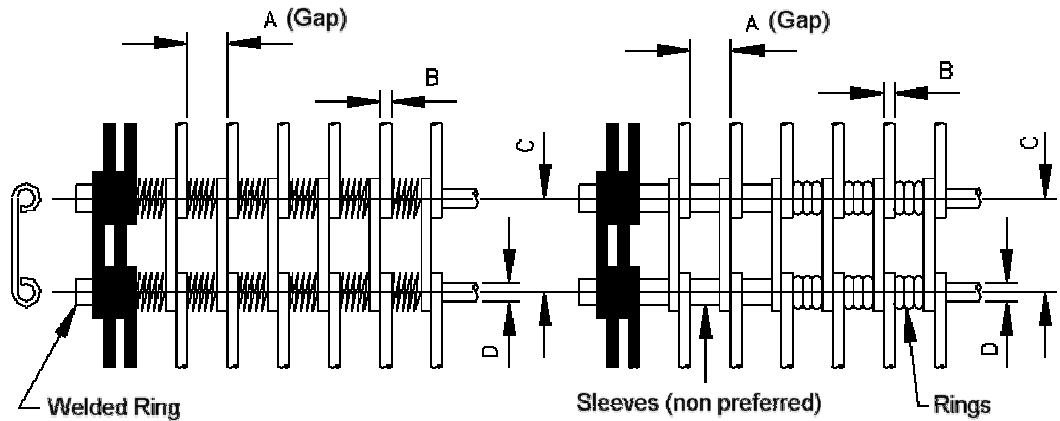 A (Gap)
B
C
D
Welded Ring
A (Gap)
B
C
D
Sleeves (non preferred)
Rings